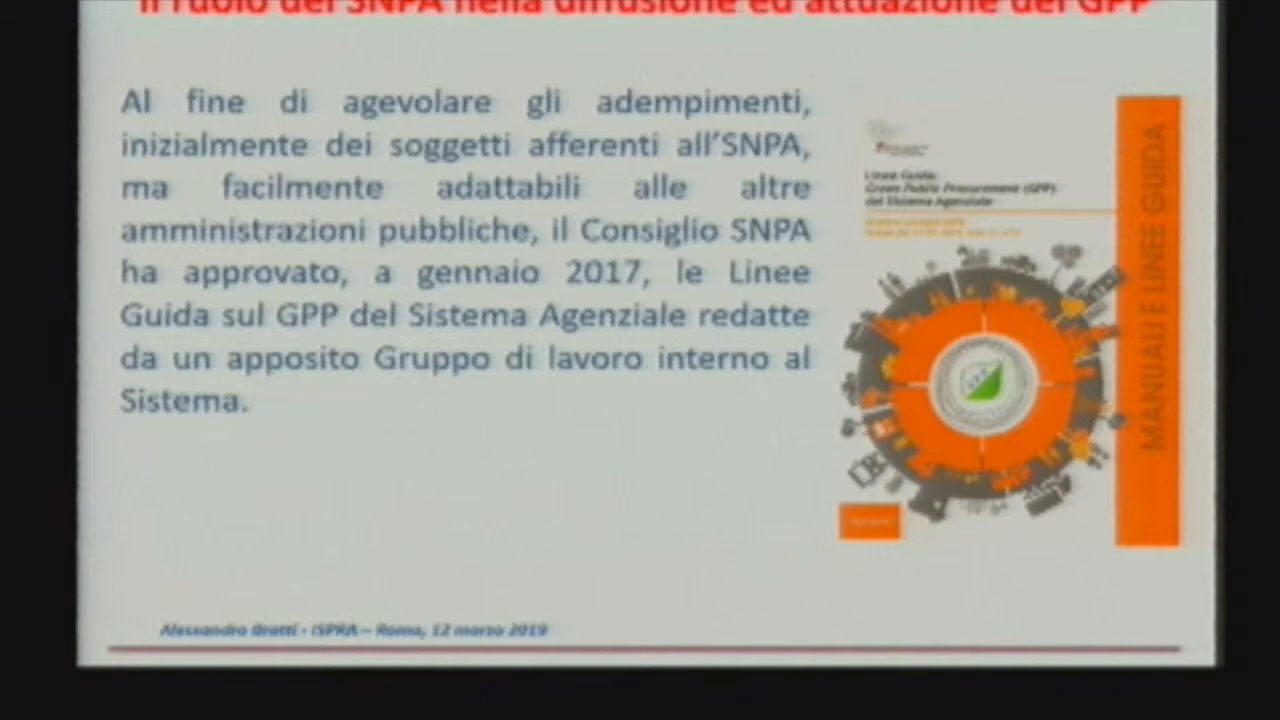 Il ruolo del SNPA nella diffusione ed attuazione del GPP
Al fine di agevolare gli adempimenti,
inizialmente dei soggetti afferenti all'SNPA,
ma facilmente adattabili alle altre
amministrazioni pubbliche, il Consiglio SNPA
ha approvato, a gennaio 2017, le Linee
Guida sul GPP del Sistema Agenziale redatte
da un apposito Gruppo di lavoro interno al
Sistema.
Linee Guida
Green Public Procurement (GPP)
del Sistema Agenziale
MANUALI E LINEE GUIDA
Alessandro Bratti - ISPRA – Roma, 12 marzo 2019